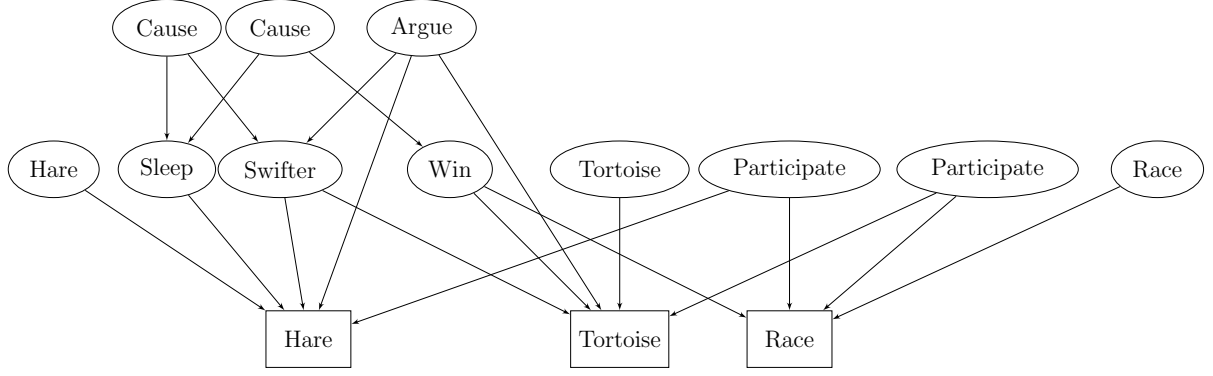 Cause Cause Argue
Hare Sleep Swifter Win Tortoise Participate Participate Race
Hare Tortoise Race